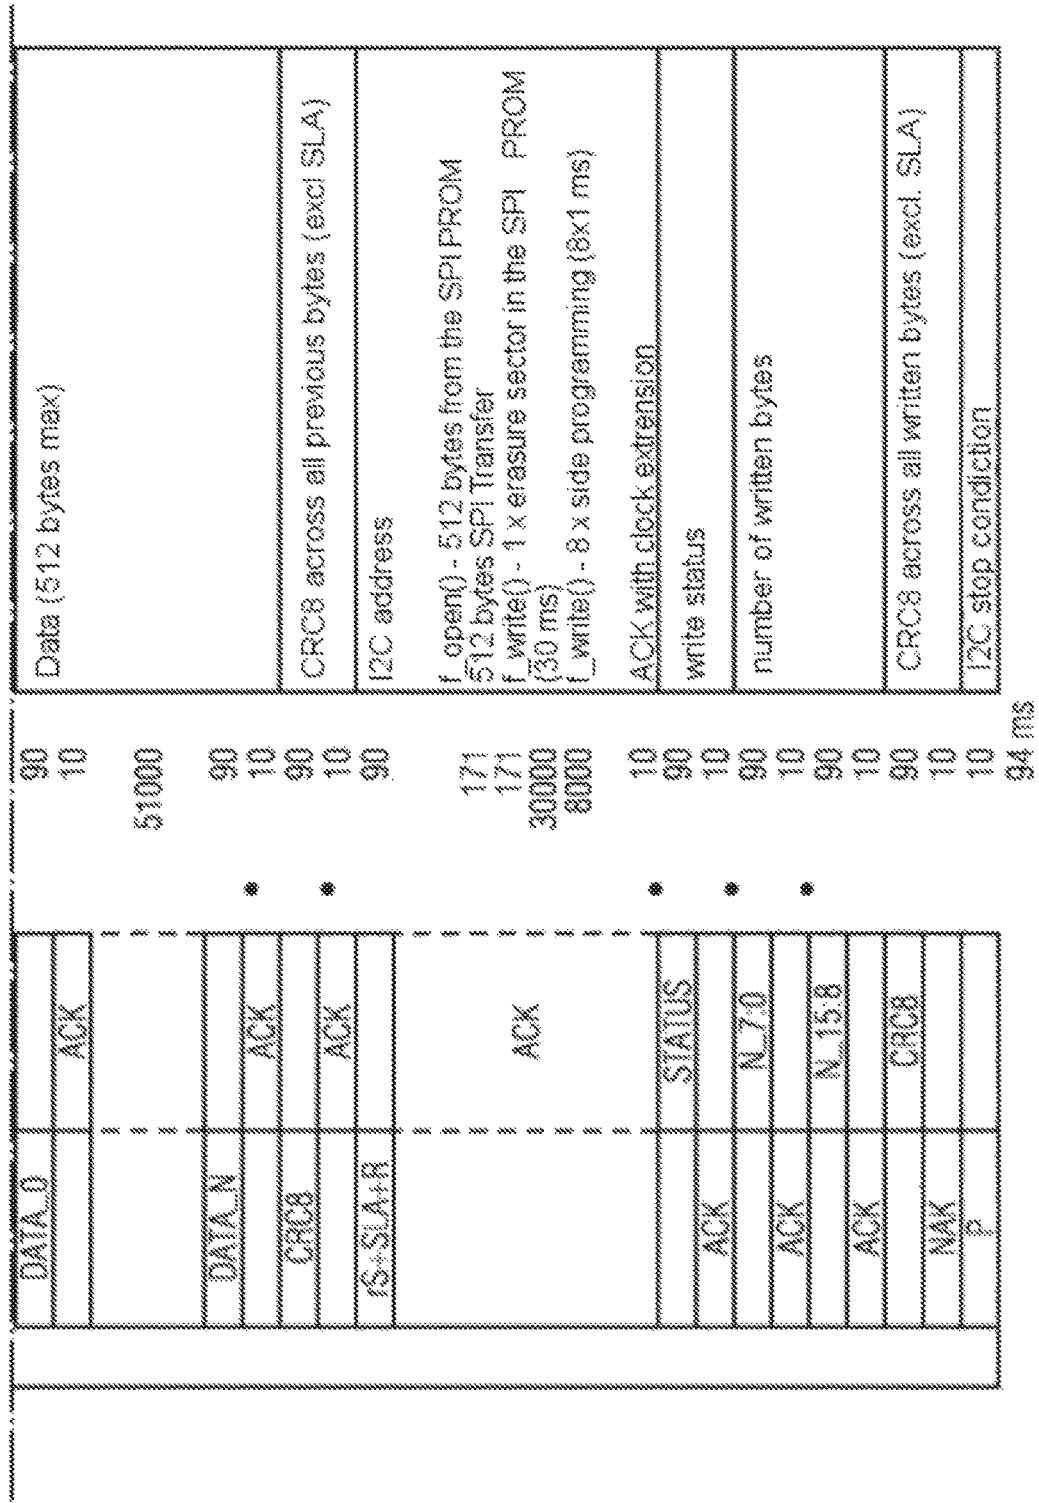 DATA_0 90 Data (512 bytes max)
ACK 10
51000
DATA_N 90
ACK • 10
CRC8 90 CRC8 across all previous bytes (excl SLA)
ACK • 10
rS+SLA+R 90 I2C address
171 f_open() - 512 bytes from the SPI PROM
171 512 bytes SPI Transfer
f_write() - 1 x erasure sector in the SPI PROM
30000 (30 ms)
8000 f_write() - 8 x side programming (8x1 ms)
ACK
• 10 ACK with clock extrension
STATUS 90 write status
ACK • 10
N_7:0 90 number of written bytes
ACK 10
N_15:8 • 90
ACK 10
CRC8 90 CRC8 across all written bytes (excl. SLA)
NAK 10
P 10 I2C stop condiction
94 ms